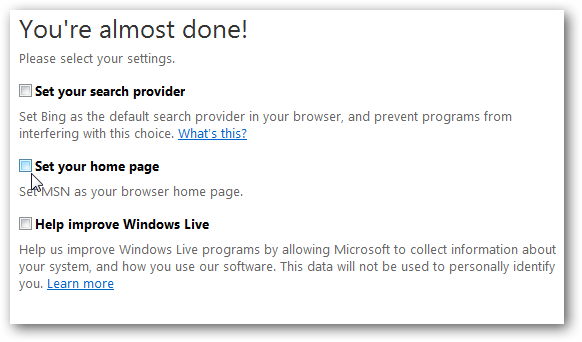 You're almost done!
Please select your settings.
Set your search provider
Set Bing as the default search provider in your browser, and prevent programs from
interfering with this choice. What's this?
Set your home page
Set MSN as your browser home page.
Help improve Windows Live
Help us improve Windows Live programs by allowing Microsoft to collect information about
your system, and how you use our software. This data will not be used to personally identify
you. Learn more